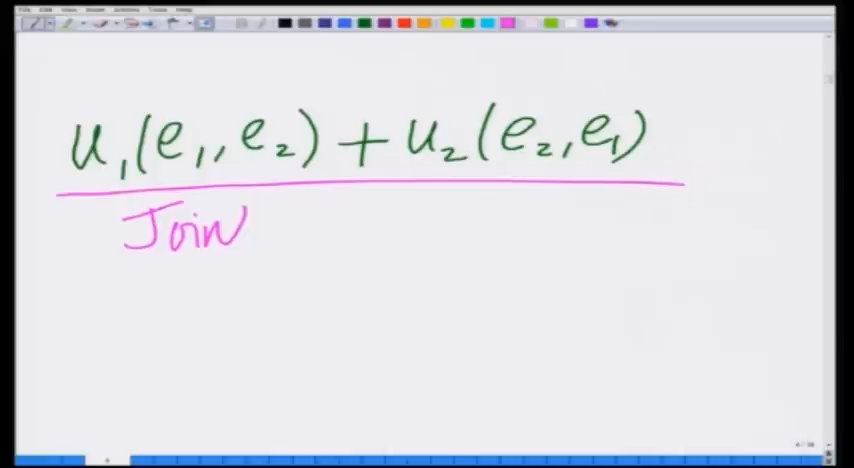 u₁(e₁, e₂) + u₂(e₂, e₁)
Join